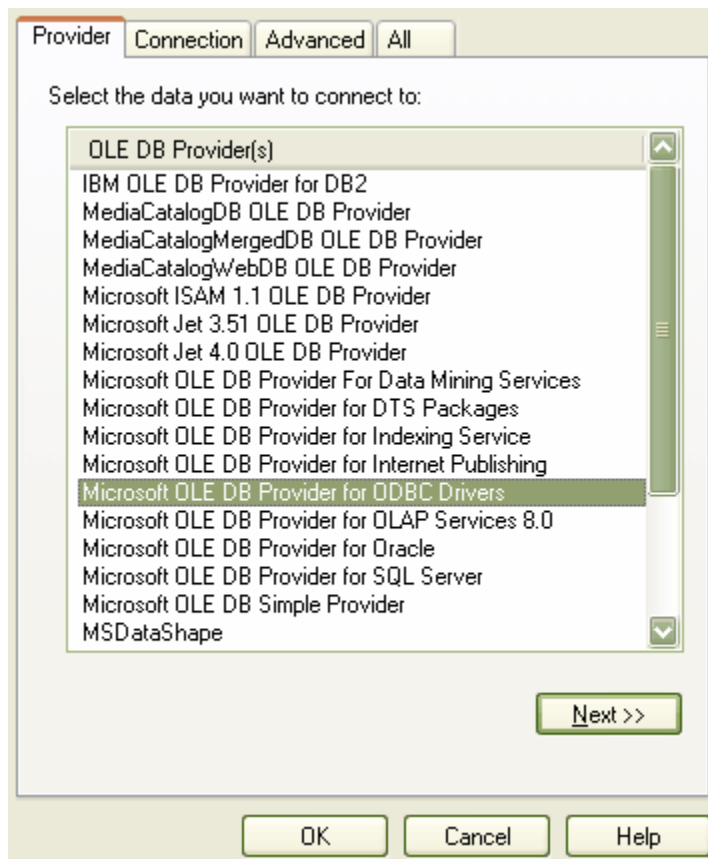 Provider Connection Advanced All
Select the data you want to connect to:
OLE DB Provider(s)
IBM OLE DB Provider for DB2
MediaCatalogDB OLE DB Provider
MediaCatalogMergedDB OLE DB Provider
MediaCatalogWebDB OLE DB Provider
Microsoft ISAM 1.1 OLE DB Provider
Microsoft Jet 3.51 OLE DB Provider
Microsoft Jet 4.0 OLE DB Provider
Microsoft OLE DB Provider For Data Mining Services
Microsoft OLE DB Provider for DTS Packages
Microsoft OLE DB Provider for Indexing Service
Microsoft OLE DB Provider for Internet Publishing
Microsoft OLE DB Provider for ODBC Drivers
Microsoft OLE DB Provider for OLAP Services 8.0
Microsoft OLE DB Provider for Oracle
Microsoft OLE DB Provider for SQL Server
Microsoft OLE DB Simple Provider
MSDataShape
Next >>
OK Cancel Help